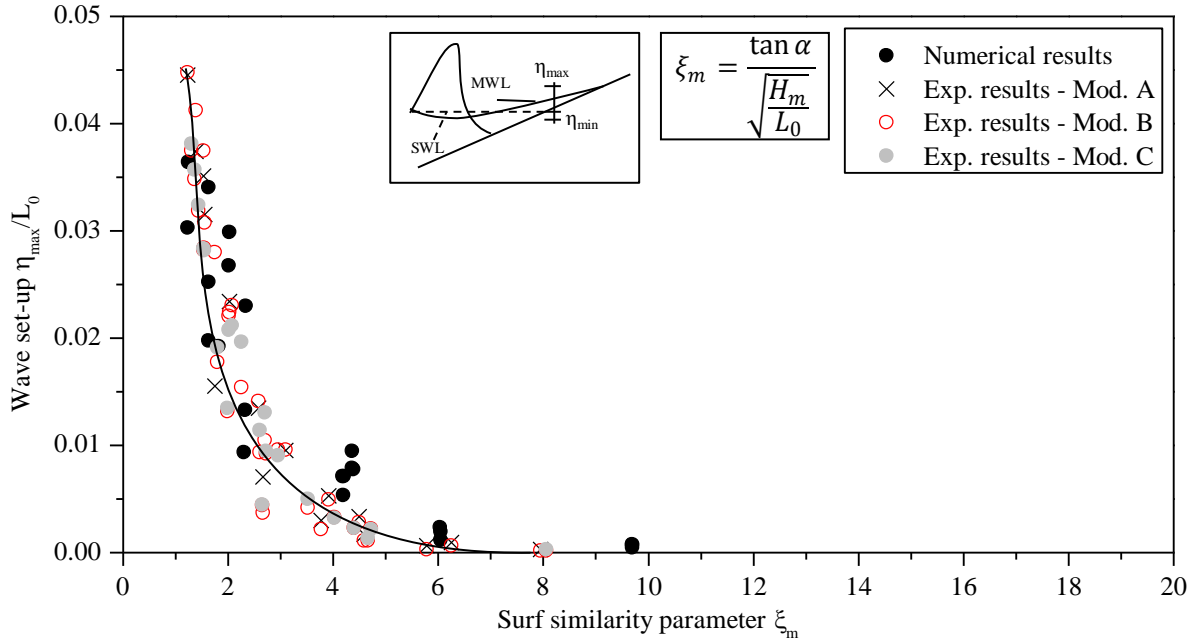 0.05
0.04
0.03
0.02
0.01
0.00
Wave set-up η_max/L_0
0 2 4 6 8 10 12 14 16 18 20
Surf similarity parameter ξ_m
MWL
η_max
η_min
SWL
ξ_m = tan α / √(H_m / L_0)
Numerical results
Exp. results - Mod. A
Exp. results - Mod. B
Exp. results - Mod. C